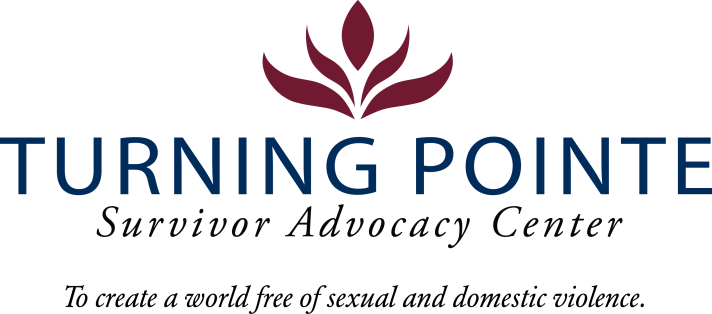 TURNING POINTE
Survivor Advocacy Center
To create a world free of sexual and domestic violence.